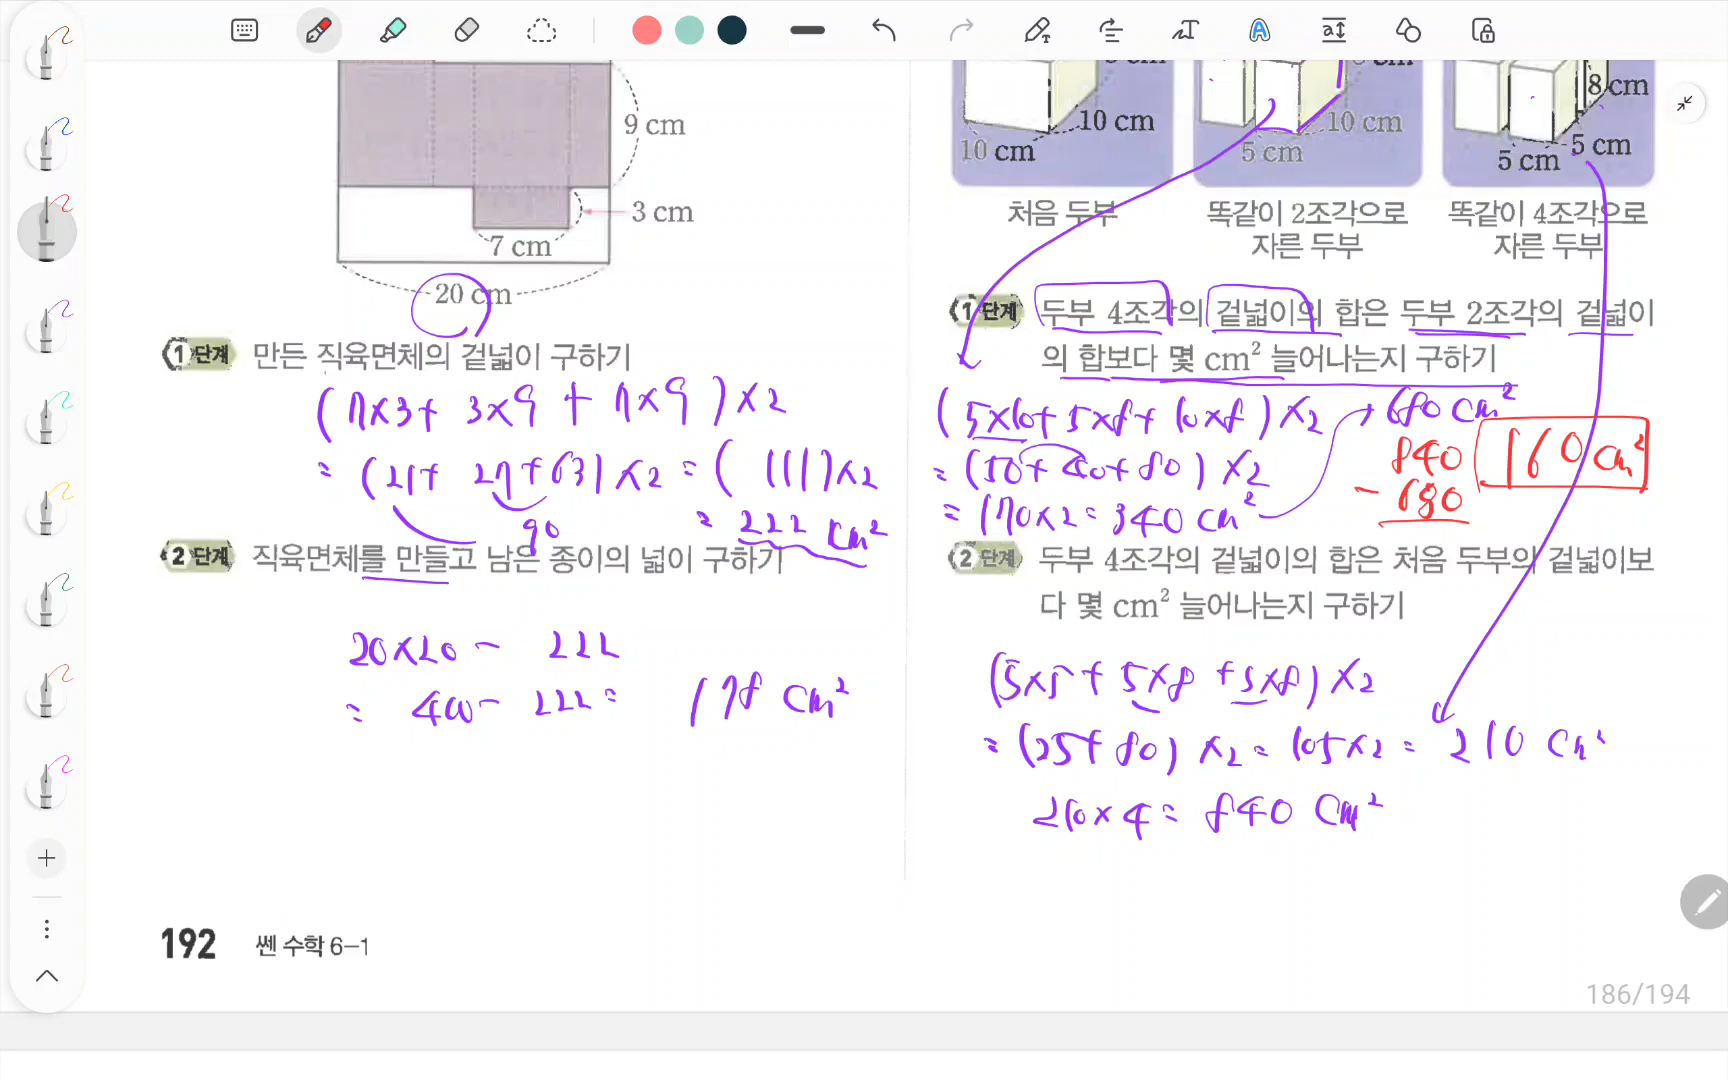 9 cm
3 cm
7 cm
20 cm
1 단계 만든 직육면체의 겉넓이 구하기
(7×3+ 3×9 + 7×9 )×2
= (21+ 27+63)×2 = ( 111)×2
90
= 222 cm²
2 단계 직육면체를 만들고 남은 종이의 넓이 구하기
20×20 - 222
= 400 - 222 = 178 cm²
192 쎈 수학 6-1
10 cm
10 cm
처음 두부
10 cm
5 cm
똑같이 2조각으로
자른 두부
8 cm
5 cm
5 cm
똑같이 4조각으로
자른 두부
1 단계 두부 4조각의 겉넓이의 합은 두부 2조각의 겉넓이
의 합보다 몇 cm² 늘어나는지 구하기
(5×10+5×8+10×8)×2
680 cm²
= (50+40+80)×2
= 170×2 = 340 cm²
840
- 680
160 cm²
2 단계 두부 4조각의 겉넓이의 합은 처음 두부의 겉넓이보
다 몇 cm² 늘어나는지 구하기
(5×5+ 5×8 +5×8)×2
= (25+80)×2 = 105×2 = 210 cm²
210×4 = 840 cm²
186/194